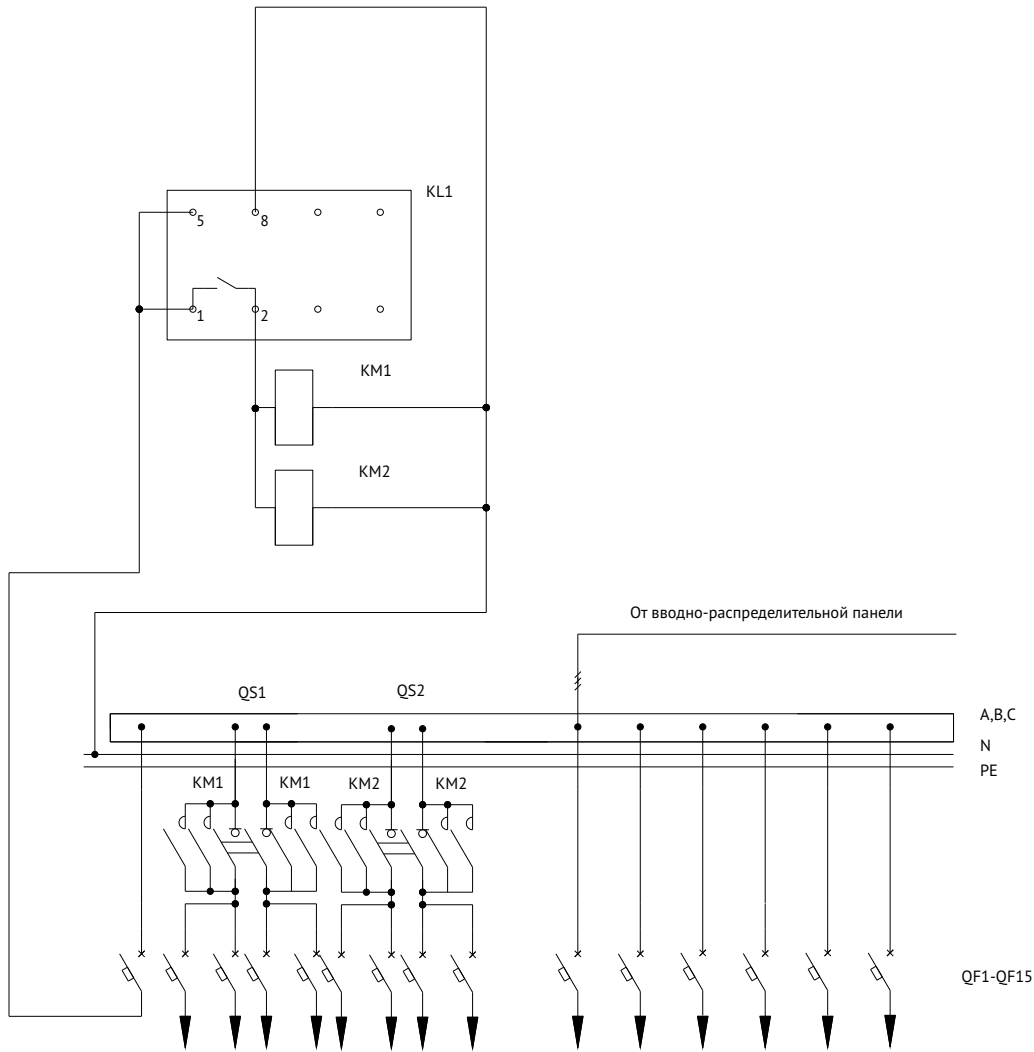 KL1
5
8
1
2
KM1
KM2
От вводно-распределительной панели
QS1
QS2
A,B,C
N
PE
KM1
KM1
KM2
KM2
QF1-QF15